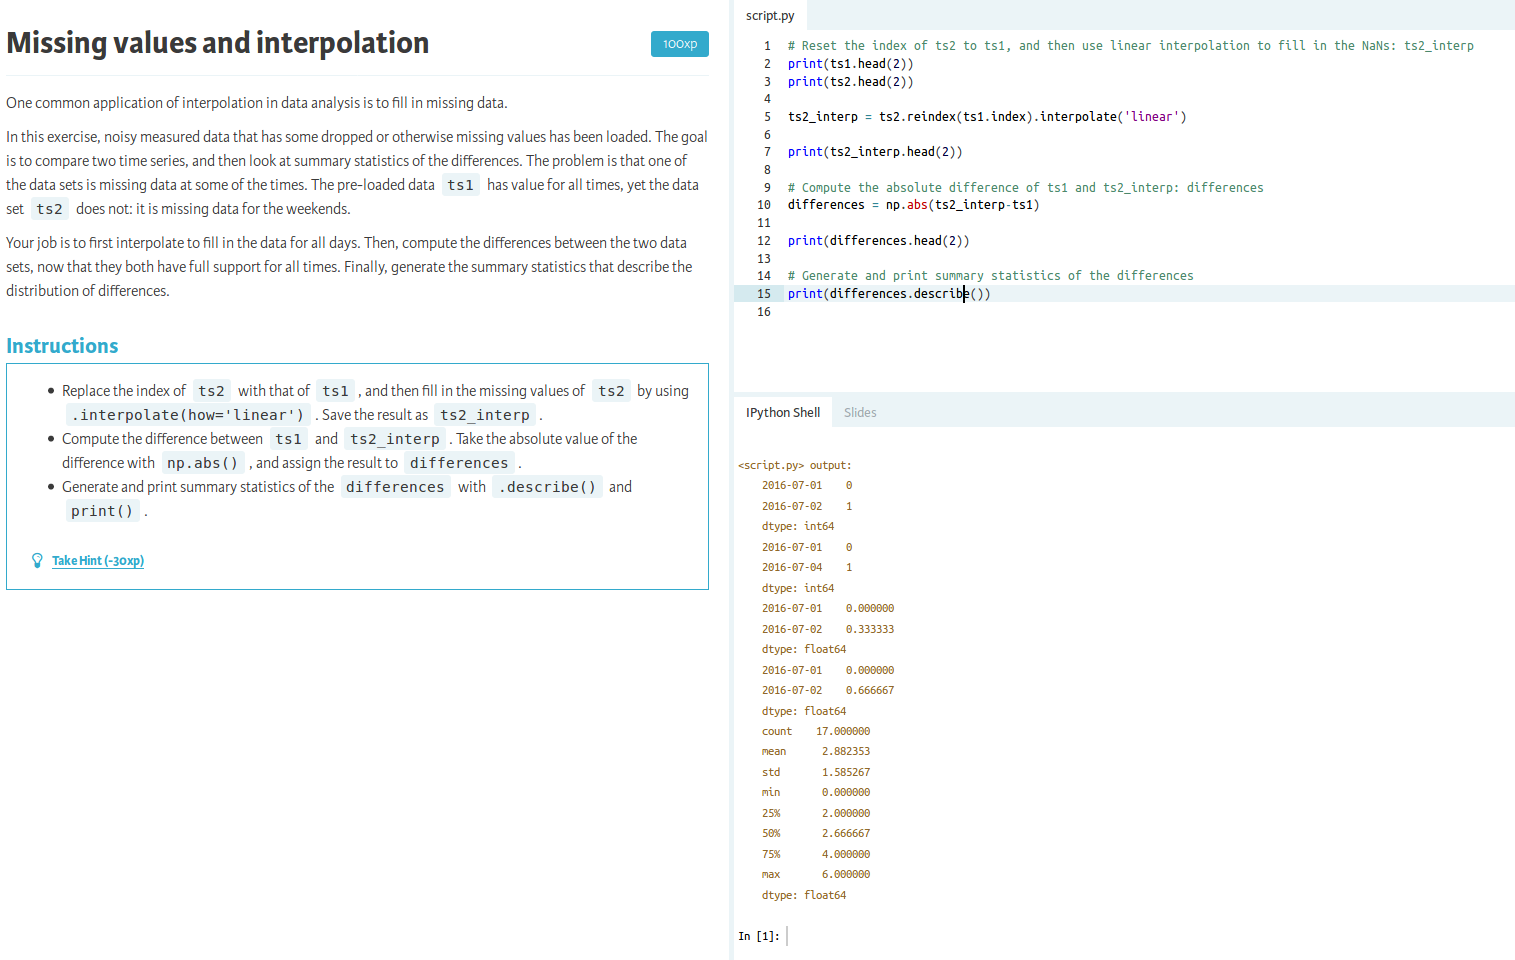 Missing values and interpolation
100xp
One common application of interpolation in data analysis is to fill in missing data.
In this exercise, noisy measured data that has some dropped or otherwise missing values has been loaded. The goal
is to compare two time series, and then look at summary statistics of the differences. The problem is that one of
the data sets is missing data at some of the times. The pre-loaded data ts1 has value for all times, yet the data
set ts2 does not: it is missing data for the weekends.
Your job is to first interpolate to fill in the data for all days. Then, compute the differences between the two data
sets, now that they both have full support for all times. Finally, generate the summary statistics that describe the
distribution of differences.
Instructions
• Replace the index of ts2 with that of ts1 , and then fill in the missing values of ts2 by using
.interpolate(how='linear') . Save the result as ts2_interp .
• Compute the difference between ts1 and ts2_interp . Take the absolute value of the
difference with np.abs() , and assign the result to differences .
• Generate and print summary statistics of the differences with .describe() and
print() .
Take Hint (-30xp)
script.py
1 # Reset the index of ts2 to ts1, and then use linear interpolation to fill in the NaNs: ts2_interp
2 print(ts1.head(2))
3 print(ts2.head(2))
4
5 ts2_interp = ts2.reindex(ts1.index).interpolate('linear')
6
7 print(ts2_interp.head(2))
8
9 # Compute the absolute difference of ts1 and ts2_interp: differences
10 differences = np.abs(ts2_interp-ts1)
11
12 print(differences.head(2))
13
14 # Generate and print summary statistics of the differences
15 print(differences.describe())
16
IPython Shell Slides
<script.py> output:
2016-07-01 0
2016-07-02 1
dtype: int64
2016-07-01 0
2016-07-04 1
dtype: int64
2016-07-01 0.000000
2016-07-02 0.333333
dtype: float64
2016-07-01 0.000000
2016-07-02 0.666667
dtype: float64
count 17.000000
mean 2.882353
std 1.585267
min 0.000000
25% 2.000000
50% 2.666667
75% 4.000000
max 6.000000
dtype: float64
In [1]: